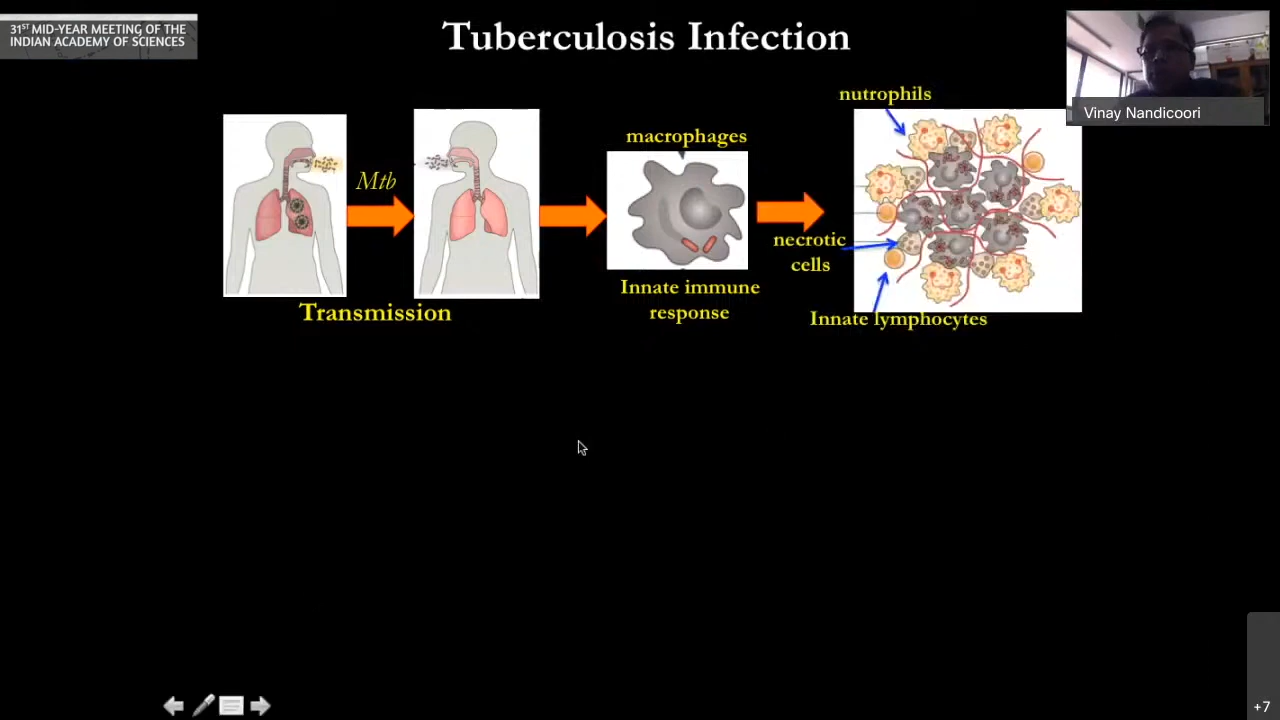 31ST MID-YEAR MEETING OF THE
INDIAN ACADEMY OF SCIENCES
Tuberculosis Infection
Vinay Nandicoori
nutrophils
macrophages
Mtb
necrotic
cells
Innate immune
response
Transmission
Innate lymphocytes
+7